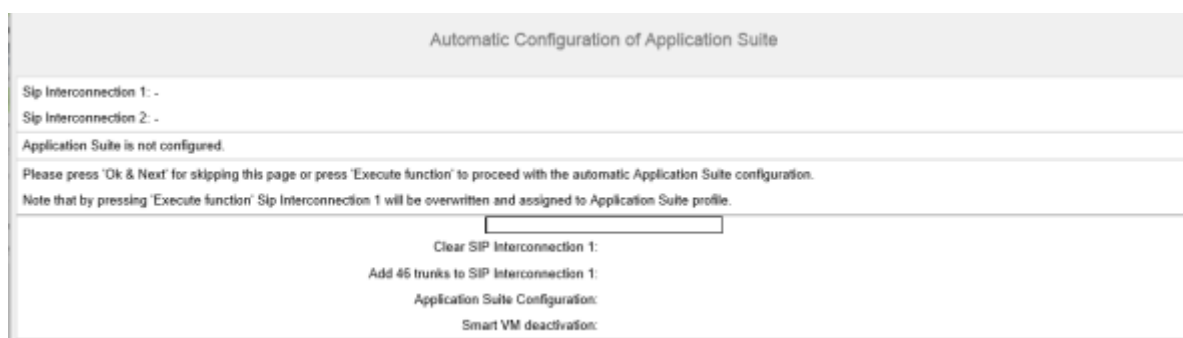 Automatic Configuration of Application Suite
Sip Interconnection 1: -
Sip Interconnection 2: -
Application Suite is not configured.
Please press 'Ok & Next' for skipping this page or press 'Execute function' to proceed with the automatic Application Suite configuration.
Note that by pressing 'Execute function' Sip Interconnection 1 will be overwritten and assigned to Application Suite profile.
Clear SIP Interconnection 1:
Add 46 trunks to SIP Interconnection 1:
Application Suite Configuration:
Smart VM deactivation: